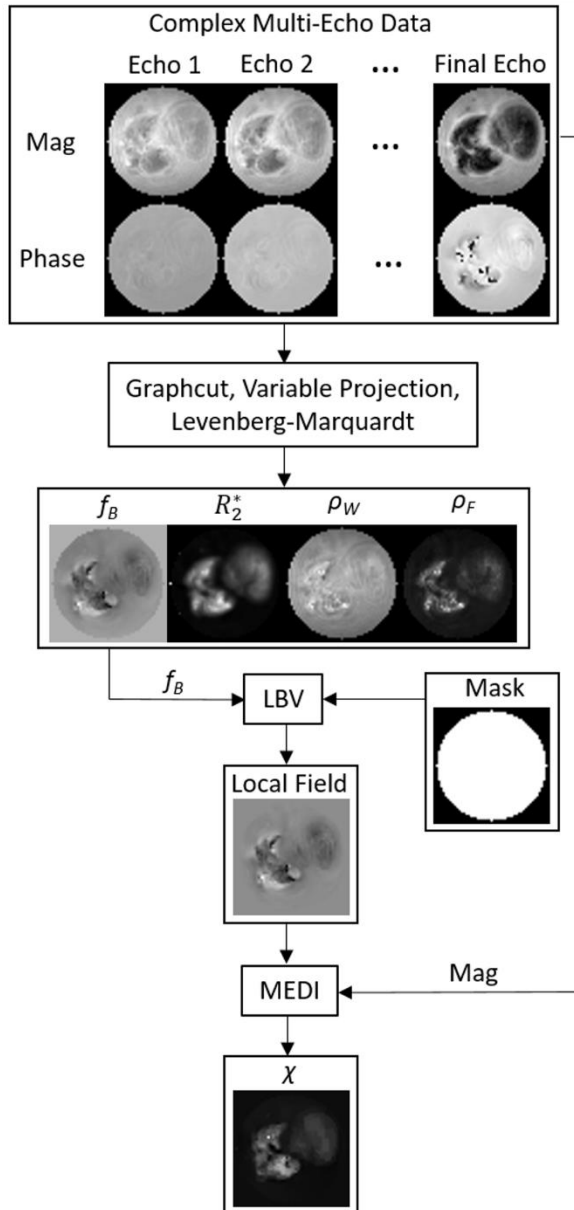 Complex Multi-Echo Data
Echo 1 Echo 2 ... Final Echo
Mag ...
Phase ...
Graphcut, Variable Projection,
Levenberg-Marquardt
f_B R_2^* ρ_W ρ_F
f_B LBV Mask
Local Field
MEDI Mag
χ